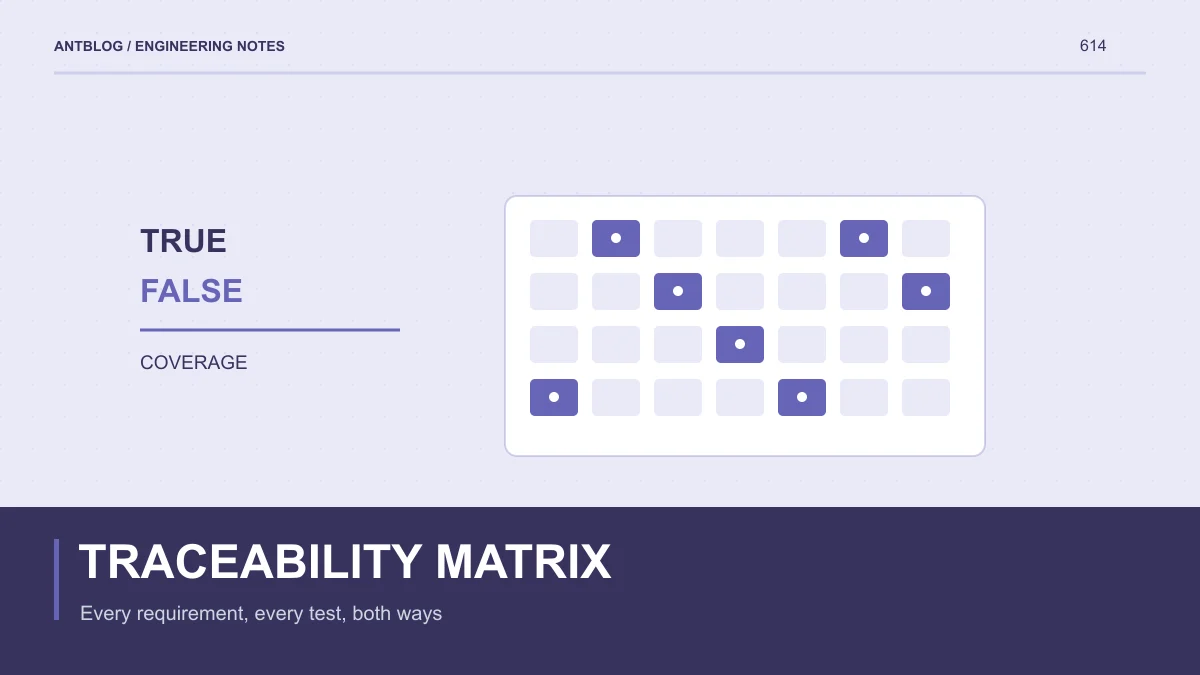 ANTBLOG / ENGINEERING NOTES
614
TRUE
FALSE
COVERAGE
TRACEABILITY MATRIX
Every requirement, every test, both ways